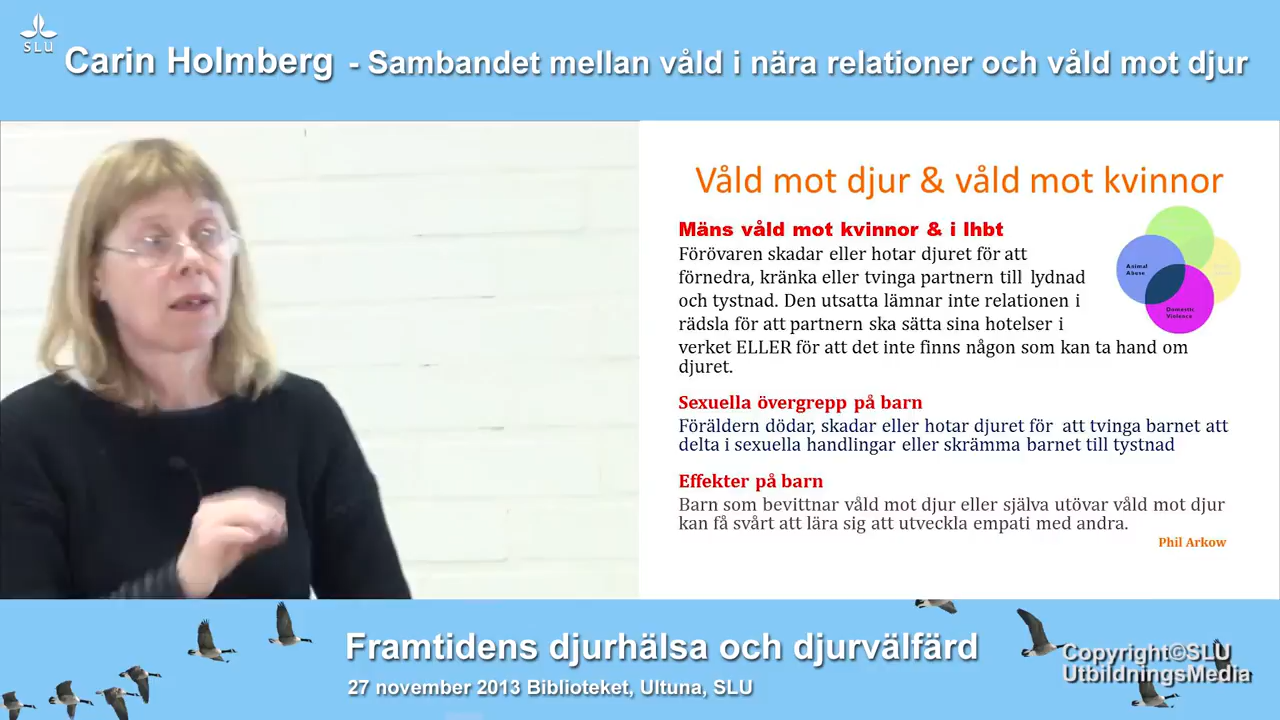 SLU
Carin Holmberg - Sambandet mellan våld i nära relationer och våld mot djur
Våld mot djur & våld mot kvinnor
Mäns våld mot kvinnor & i lhbt
Förövaren skadar eller hotar djuret för att
förnedra, kränka eller tvinga partnern till lydnad
och tystnad. Den utsatta lämnar inte relationen i
rädsla för att partnern ska sätta sina hotelser i
verket ELLER för att det inte finns någon som kan ta hand om
djuret.
Animal
Abuse
Domestic
Violence
Sexuella övergrepp på barn
Föräldern dödar, skadar eller hotar djuret för att tvinga barnet att
delta i sexuella handlingar eller skrämma barnet till tystnad
Effekter på barn
Barn som bevittnar våld mot djur eller själva utövar våld mot djur
kan få svårt att lära sig att utveckla empati med andra.
Phil Arkow
Framtidens djurhälsa och djurvälfärd
27 november 2013 Biblioteket, Ultuna, SLU
Copyright©SLU
UtbildningsMedia